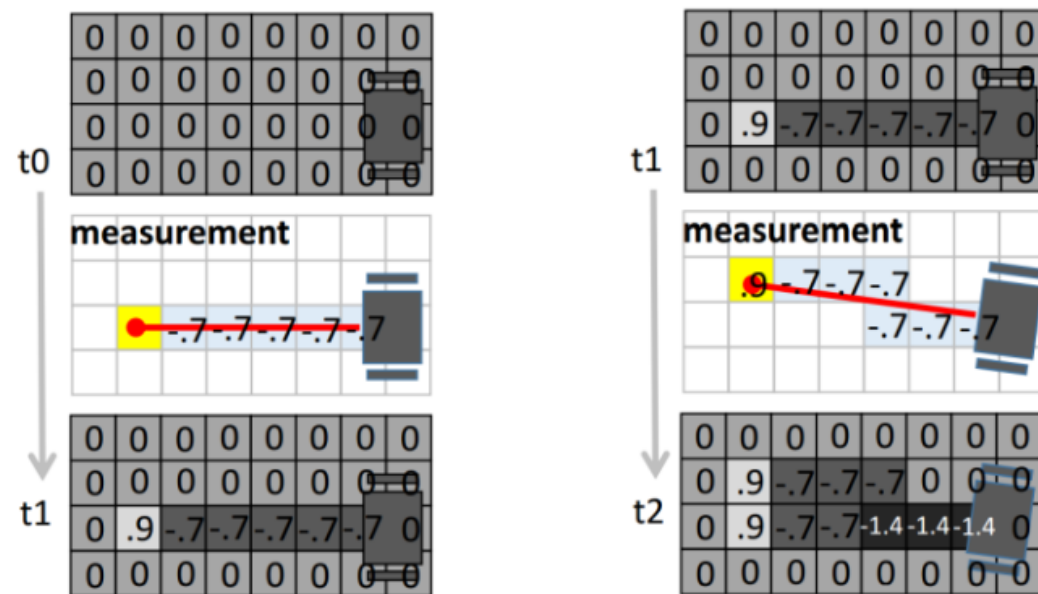 0 0 0 0 0 0 0 0
0 0 0 0 0 0 0 0
0 0 0 0 0 0 0 0
0 0 0 0 0 0 0 0
t0
measurement
-.7 -.7 -.7 -.7 -.7
0 0 0 0 0 0 0 0
0 0 0 0 0 0 0 0
0 .9 -.7 -.7 -.7 -.7 -.7 0
0 0 0 0 0 0 0 0
t1
0 0 0 0 0 0 0 0
0 0 0 0 0 0 0 0
0 .9 -.7 -.7 -.7 -.7 -.7 0
0 0 0 0 0 0 0 0
t1
measurement
.9 -.7 -.7 -.7
-.7 -.7 -.7
0 0 0 0 0 0 0 0
0 .9 -.7 -.7 -.7 0 0 0
0 .9 -.7 -.7 -1.4 -1.4 -1.4 0
0 0 0 0 0 0 0 0
t2